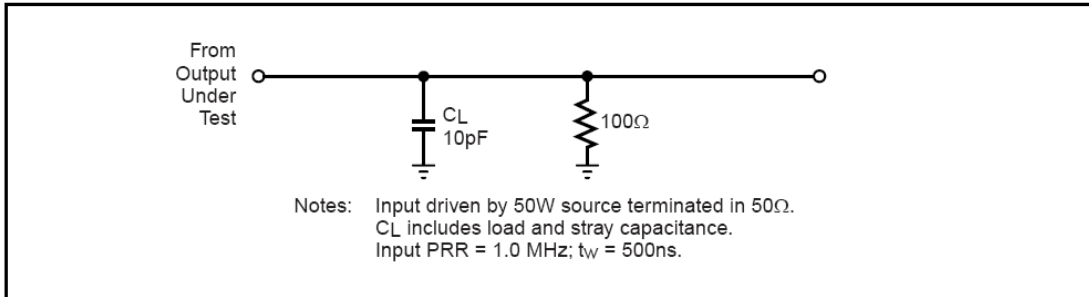 From
Output
Under
Test
CL
10pF
100Ω
Notes: Input driven by 50W source terminated in 50Ω.
CL includes load and stray capacitance.
Input PRR = 1.0 MHz; tw = 500ns.